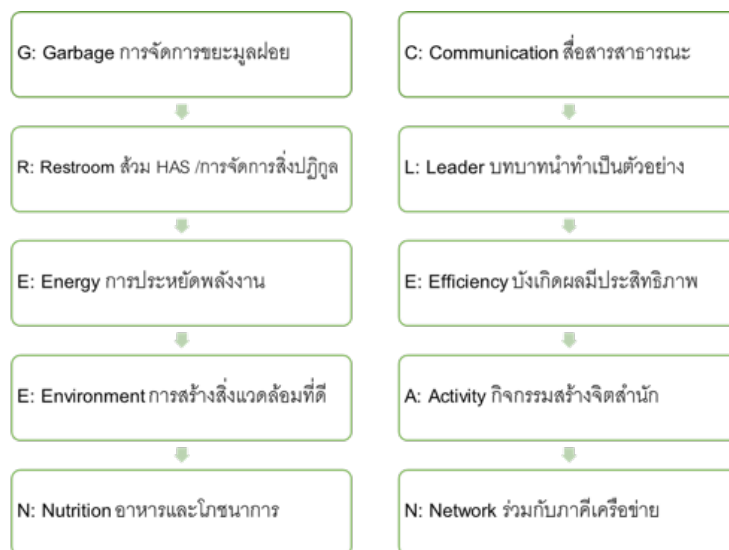 G: Garbage การจัดการขยะมูลฝอย
R: Restroom ส้วม HAS /การจัดการสิ่งปฏิกูล
E: Energy การประหยัดพลังงาน
E: Environment การสร้างสิ่งแวดล้อมที่ดี
N: Nutrition อาหารและโภชนาการ
C: Communication สื่อสารสาธารณะ
L: Leader บทบาทนำทำเป็นตัวอย่าง
E: Efficiency บังเกิดผลมีประสิทธิภาพ
A: Activity กิจกรรมสร้างจิตสำนัก
N: Network ร่วมกับภาคีเครือข่าย